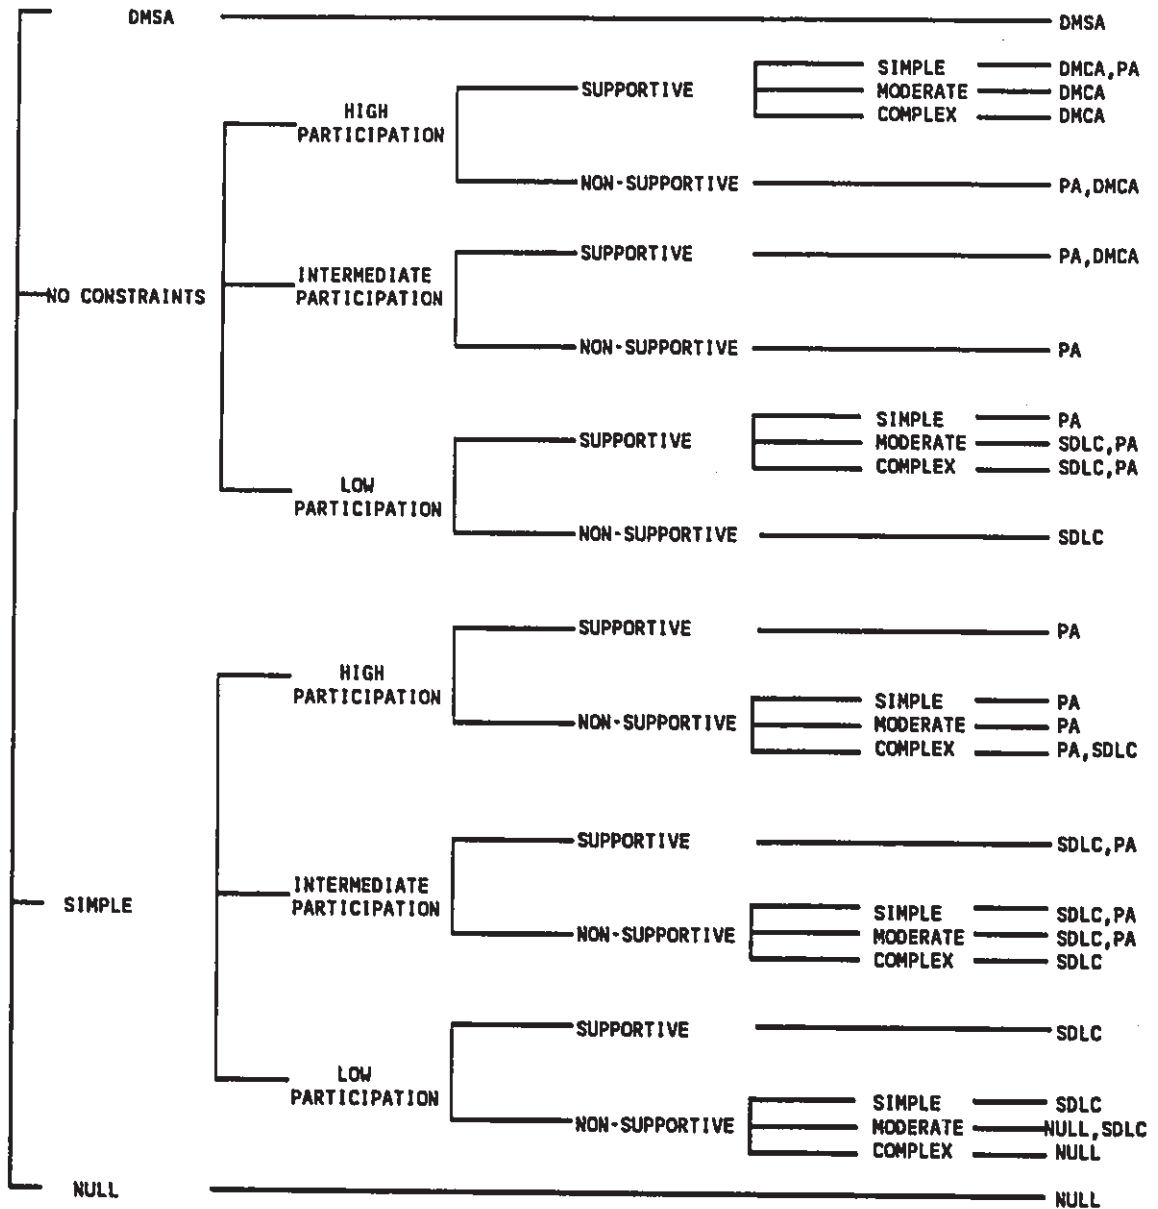 DMSA DMSA
SIMPLE DMCA,PA
SUPPORTIVE MODERATE DMCA
HIGH COMPLEX DMCA
PARTICIPATION
NON-SUPPORTIVE PA,DMCA
SUPPORTIVE PA,DMCA
INTERMEDIATE
NO CONSTRAINTS PARTICIPATION
NON-SUPPORTIVE PA
SIMPLE PA
SUPPORTIVE MODERATE SDLC,PA
COMPLEX SDLC,PA
LOW
PARTICIPATION
NON-SUPPORTIVE SDLC
SUPPORTIVE PA
HIGH
PARTICIPATION
SIMPLE PA
NON-SUPPORTIVE MODERATE PA
COMPLEX PA,SDLC
SUPPORTIVE SDLC,PA
INTERMEDIATE
SIMPLE PARTICIPATION
SIMPLE SDLC,PA
NON-SUPPORTIVE MODERATE SDLC,PA
COMPLEX SDLC
SUPPORTIVE SDLC
LOW
PARTICIPATION
SIMPLE SDLC
NON-SUPPORTIVE MODERATE NULL,SDLC
COMPLEX NULL
NULL NULL